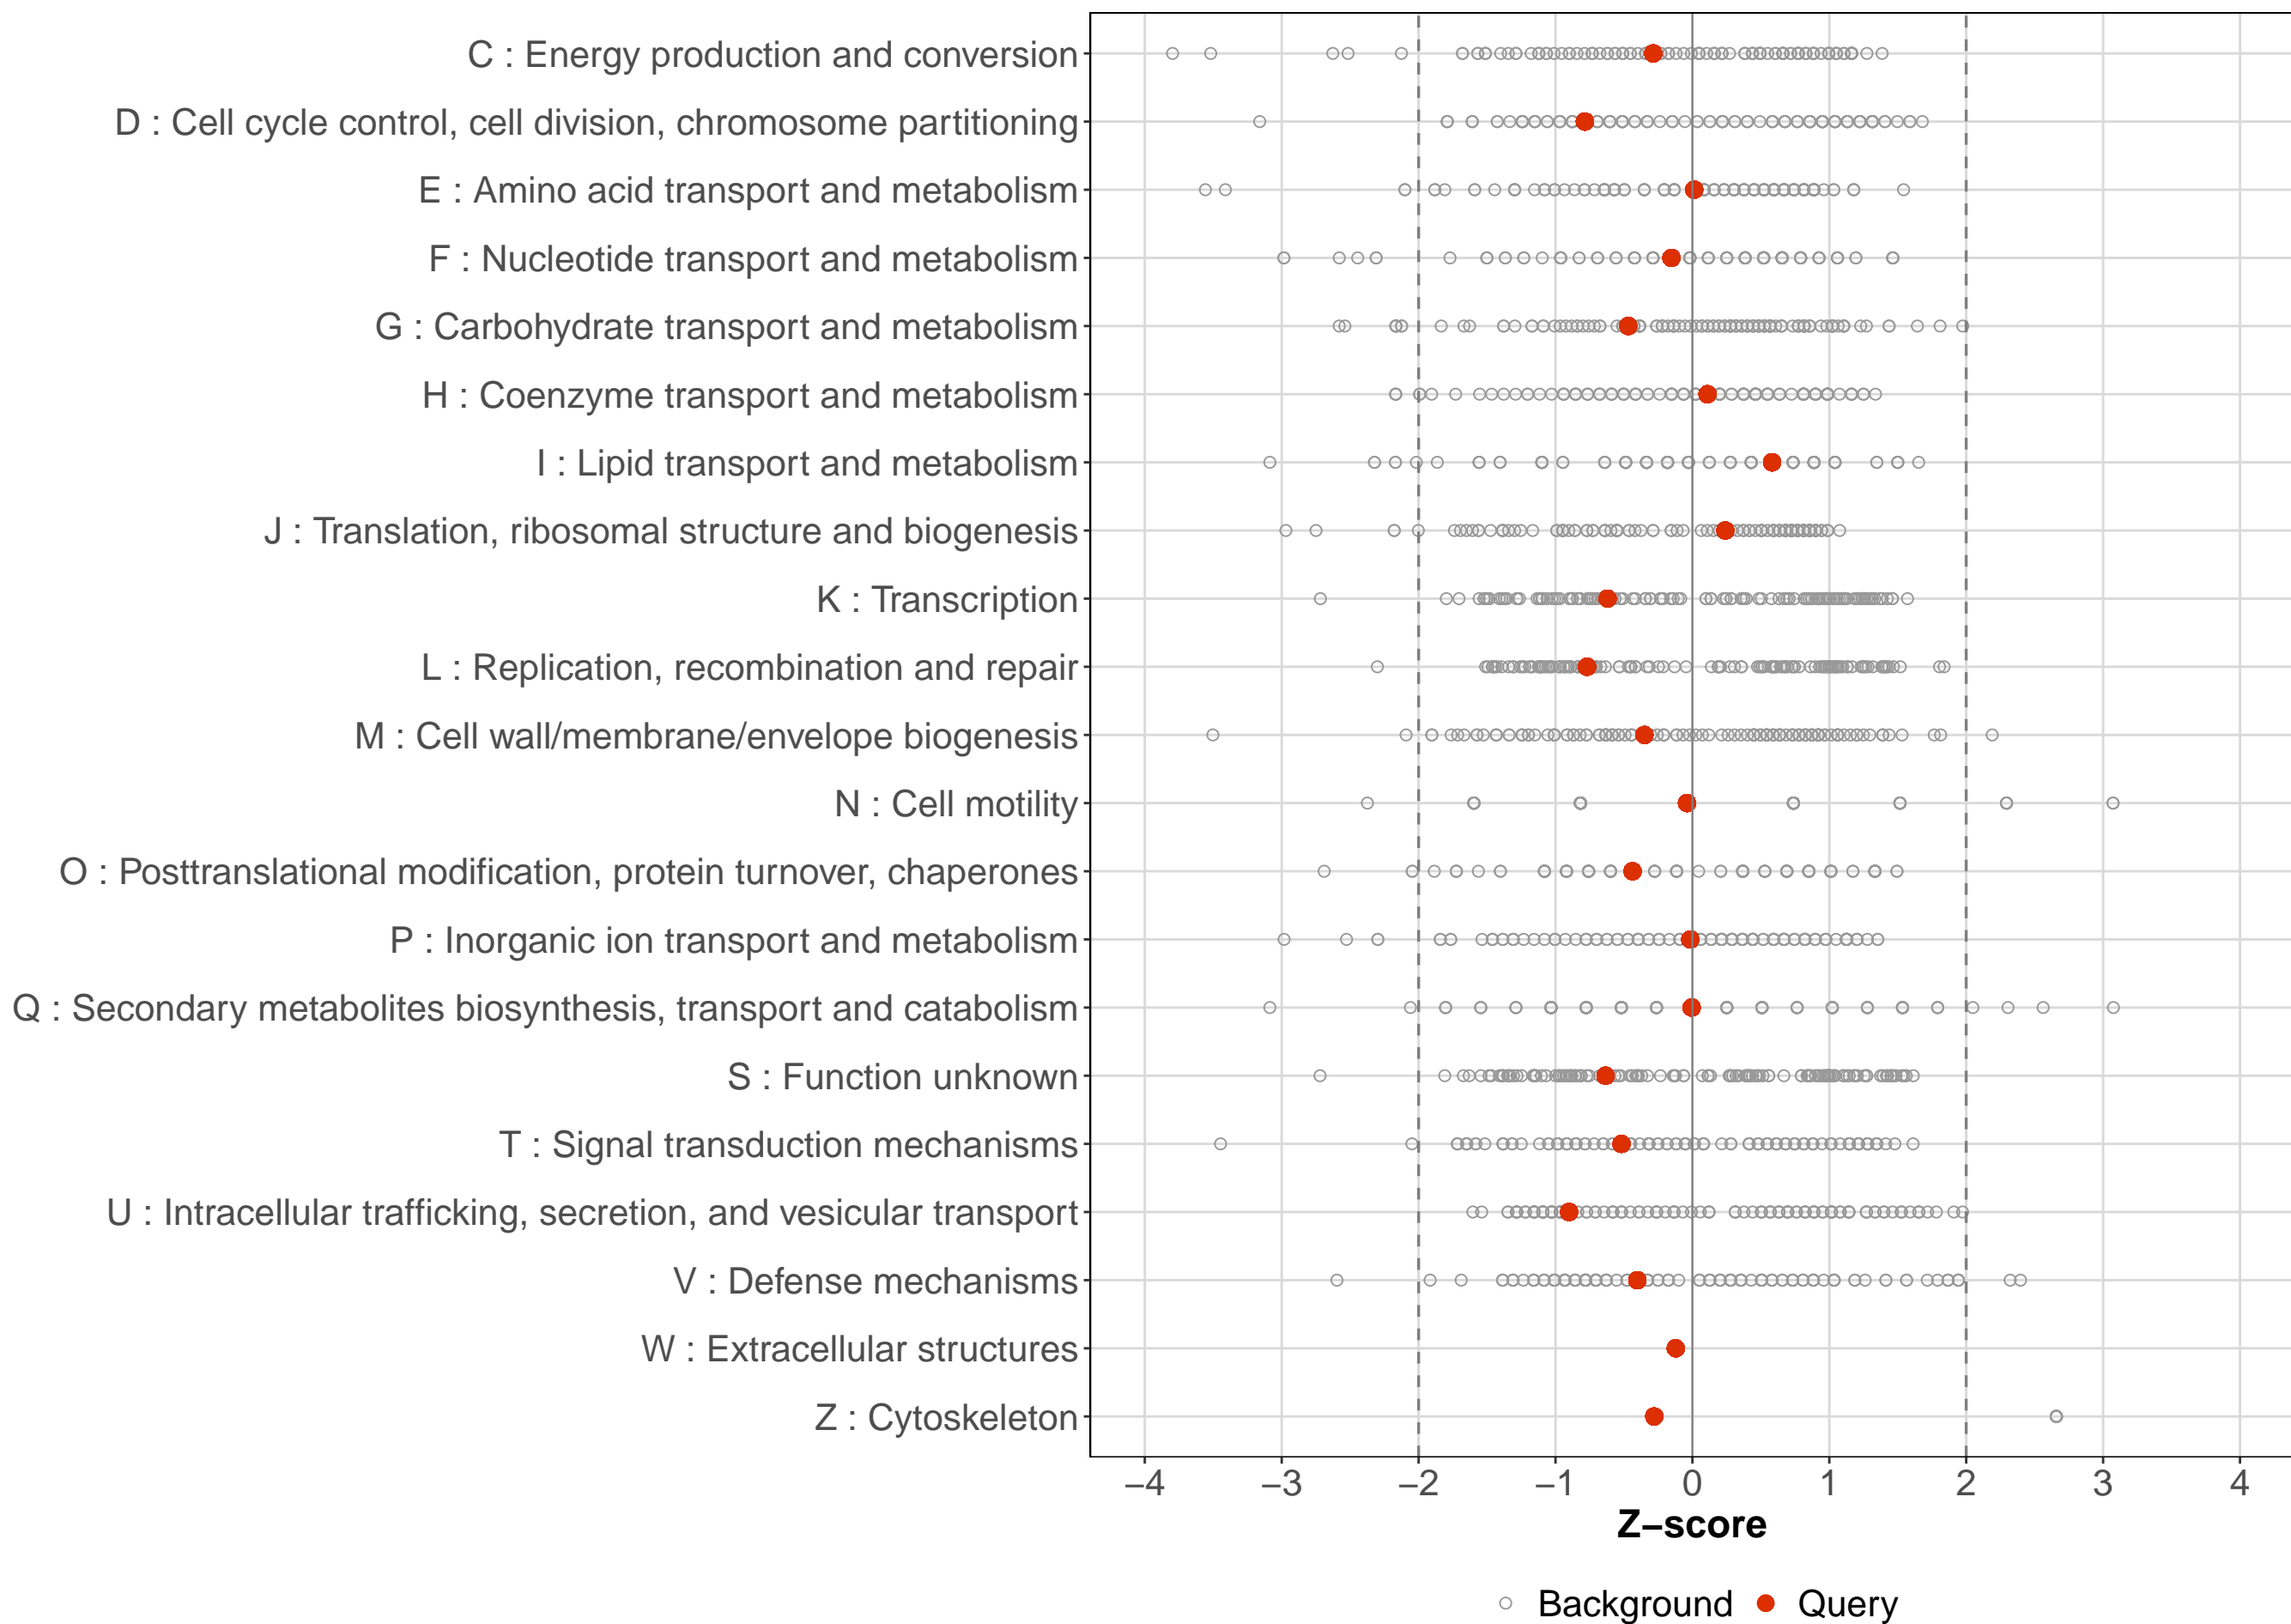 C : Energy production and conversion
D : Cell cycle control, cell division, chromosome partitioning
E : Amino acid transport and metabolism
F : Nucleotide transport and metabolism
G : Carbohydrate transport and metabolism
H : Coenzyme transport and metabolism
I : Lipid transport and metabolism
J : Translation, ribosomal structure and biogenesis
K : Transcription
L : Replication, recombination and repair
M : Cell wall/membrane/envelope biogenesis
N : Cell motility
O : Posttranslational modification, protein turnover, chaperones
P : Inorganic ion transport and metabolism
Q : Secondary metabolites biosynthesis, transport and catabolism
S : Function unknown
T : Signal transduction mechanisms
U : Intracellular trafficking, secretion, and vesicular transport
V : Defense mechanisms
W : Extracellular structures
Z : Cytoskeleton
−4 −3 −2 −1 0 1 2 3 4
Z−score
Background Query